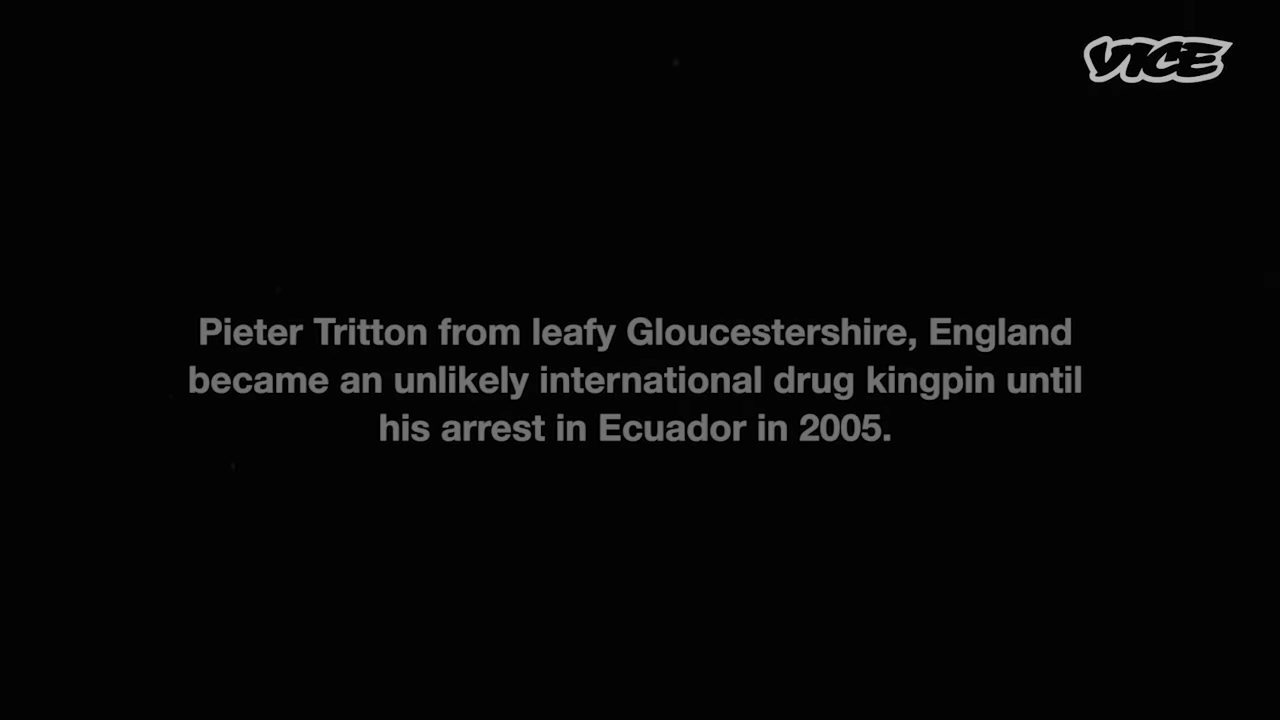 VICE
Pieter Tritton from leafy Gloucestershire, England
became an unlikely international drug kingpin until
his arrest in Ecuador in 2005.